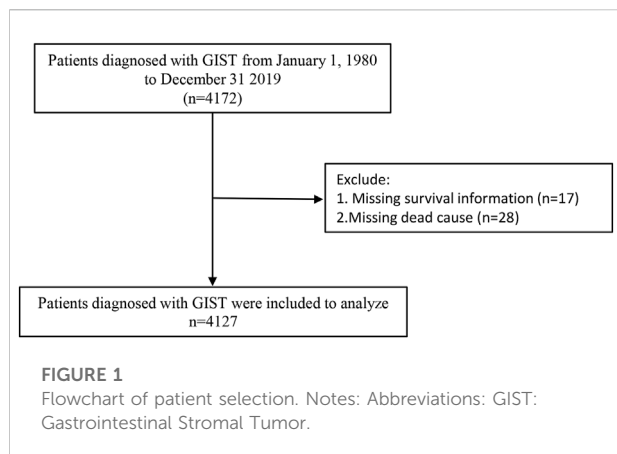 Patients diagnosed with GIST from January 1, 1980
to December 31 2019
(n=4172)
Exclude:
1. Missing survival information (n=17)
2.Missing dead cause (n=28)
Patients diagnosed with GIST were included to analyze
n=4127
FIGURE 1
Flowchart of patient selection. Notes: Abbreviations: GIST:
Gastrointestinal Stromal Tumor.